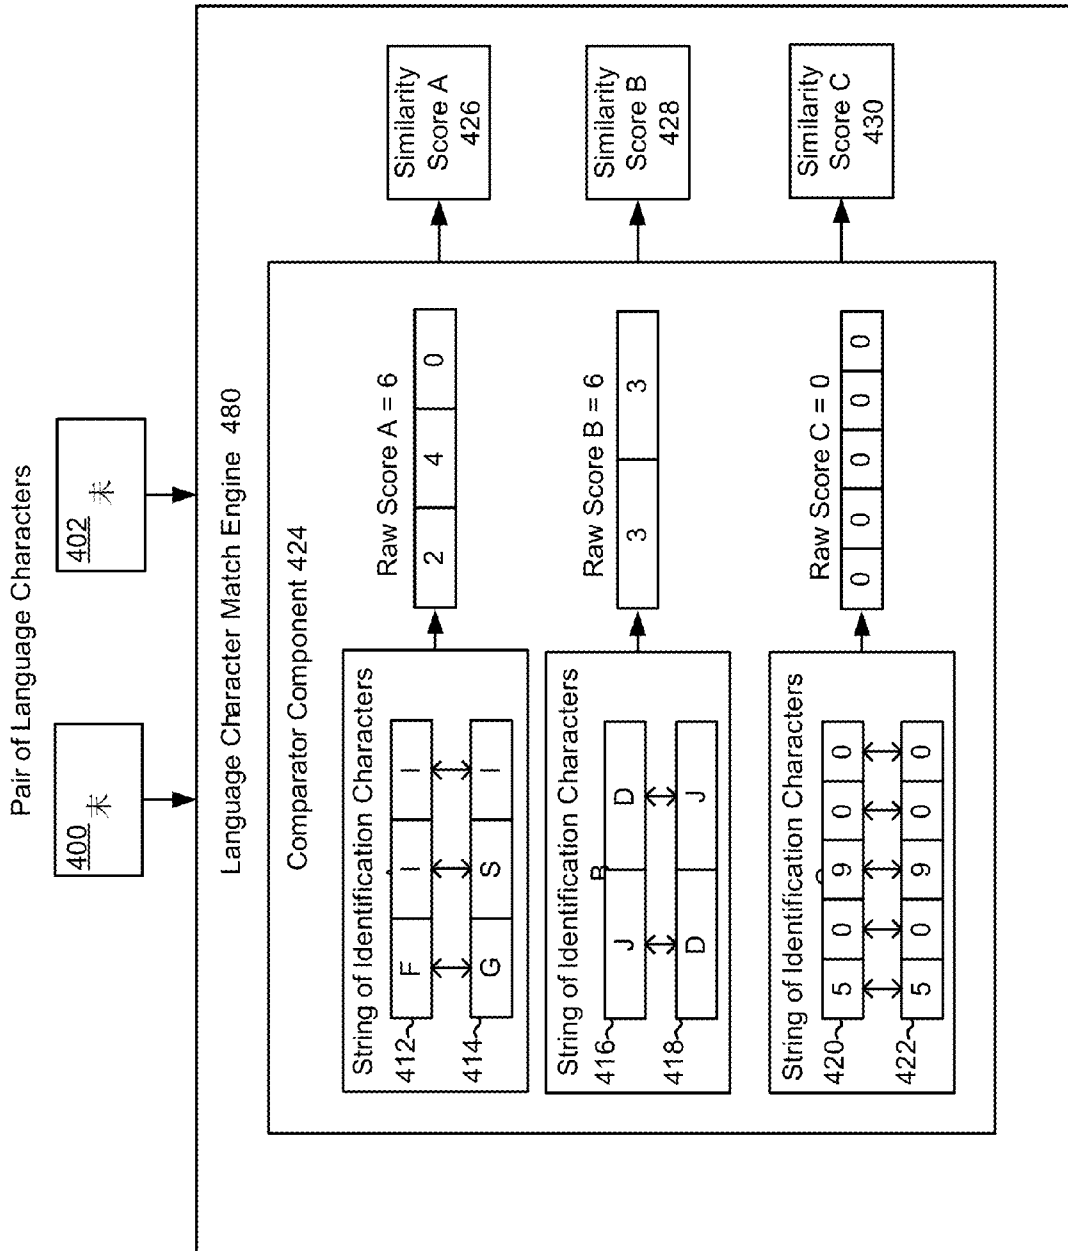 Pair of Language Characters
400
未
402
末
Language Character Match Engine 480
Comparator Component 424
String of Identification Characters
412
F I I
414
G S I
Raw Score A = 6
2 4 0
Similarity
Score A
426
String of Identification Characters
B
416
J D
418
D J
Raw Score B = 6
3 3
Similarity
Score B
428
String of Identification Characters
420
5 0 9 0 0
422
5 0 9 0 0
Raw Score C = 0
0 0 0 0 0
Similarity
Score C
430